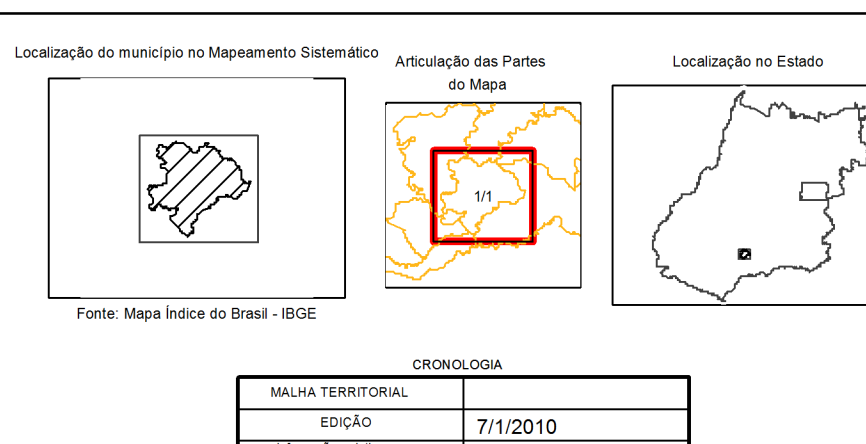 Localização do município no Mapeamento Sistemático
Articulação das Partes
do Mapa
Localização no Estado
1/1
Fonte: Mapa Índice do Brasil - IBGE
CRONOLOGIA
MALHA TERRITORIAL
EDIÇÃO
7/1/2010